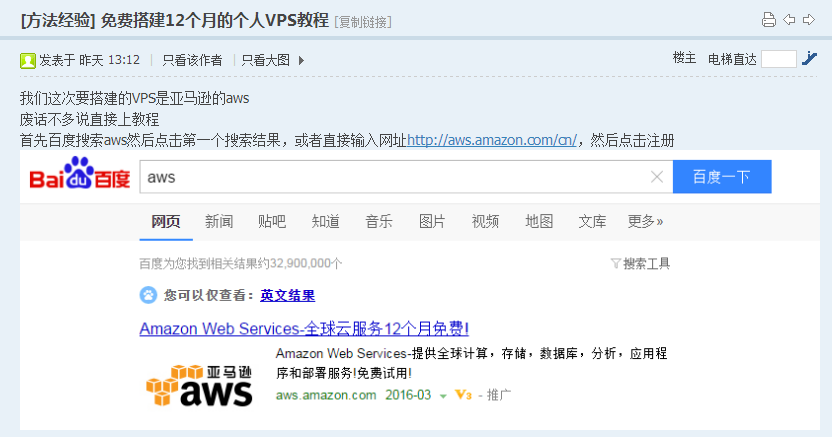 [方法经验] 免费搭建12个月的个人VPS教程 [复制链接]
发表于 昨天 13:12 | 只看该作者 | 只看大图
楼主 电梯直达
我们这次要搭建的VPS是亚马逊的aws
废话不多说直接上教程
首先百度搜索aws然后点击第一个搜索结果，或者直接输入网址http://aws.amazon.com/cn/，然后点击注册
Bai du 百度
aws
百度一下
网页 新闻 贴吧 知道 音乐 图片 视频 地图 文库 更多»
百度为您找到相关结果约32,900,000个
搜索工具
您可以仅查看：英文结果
Amazon Web Services-全球云服务12个月免费!
亚马逊
aws
Amazon Web Services-提供全球计算，存储，数据库，分析，应用程
序和部署服务!免费试用!
aws.amazon.com 2016-03 V3 - 推广